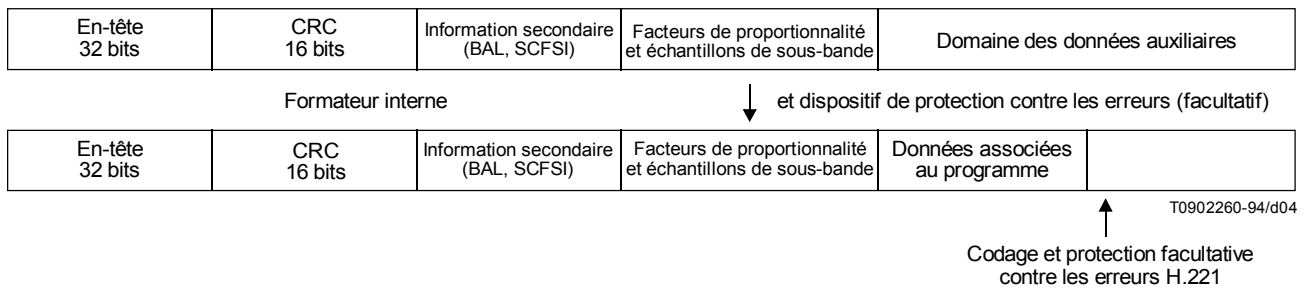 En-tête
32 bits
CRC
16 bits
Information secondaire
(BAL, SCFSI)
Facteurs de proportionnalité
et échantillons de sous-bande
Domaine des données auxiliaires
Formateur interne
et dispositif de protection contre les erreurs (facultatif)
En-tête
32 bits
CRC
16 bits
Information secondaire
(BAL, SCFSI)
Facteurs de proportionnalité
et échantillons de sous-bande
Données associées
au programme
T0902260-94/d04
Codage et protection facultative
contre les erreurs H.221